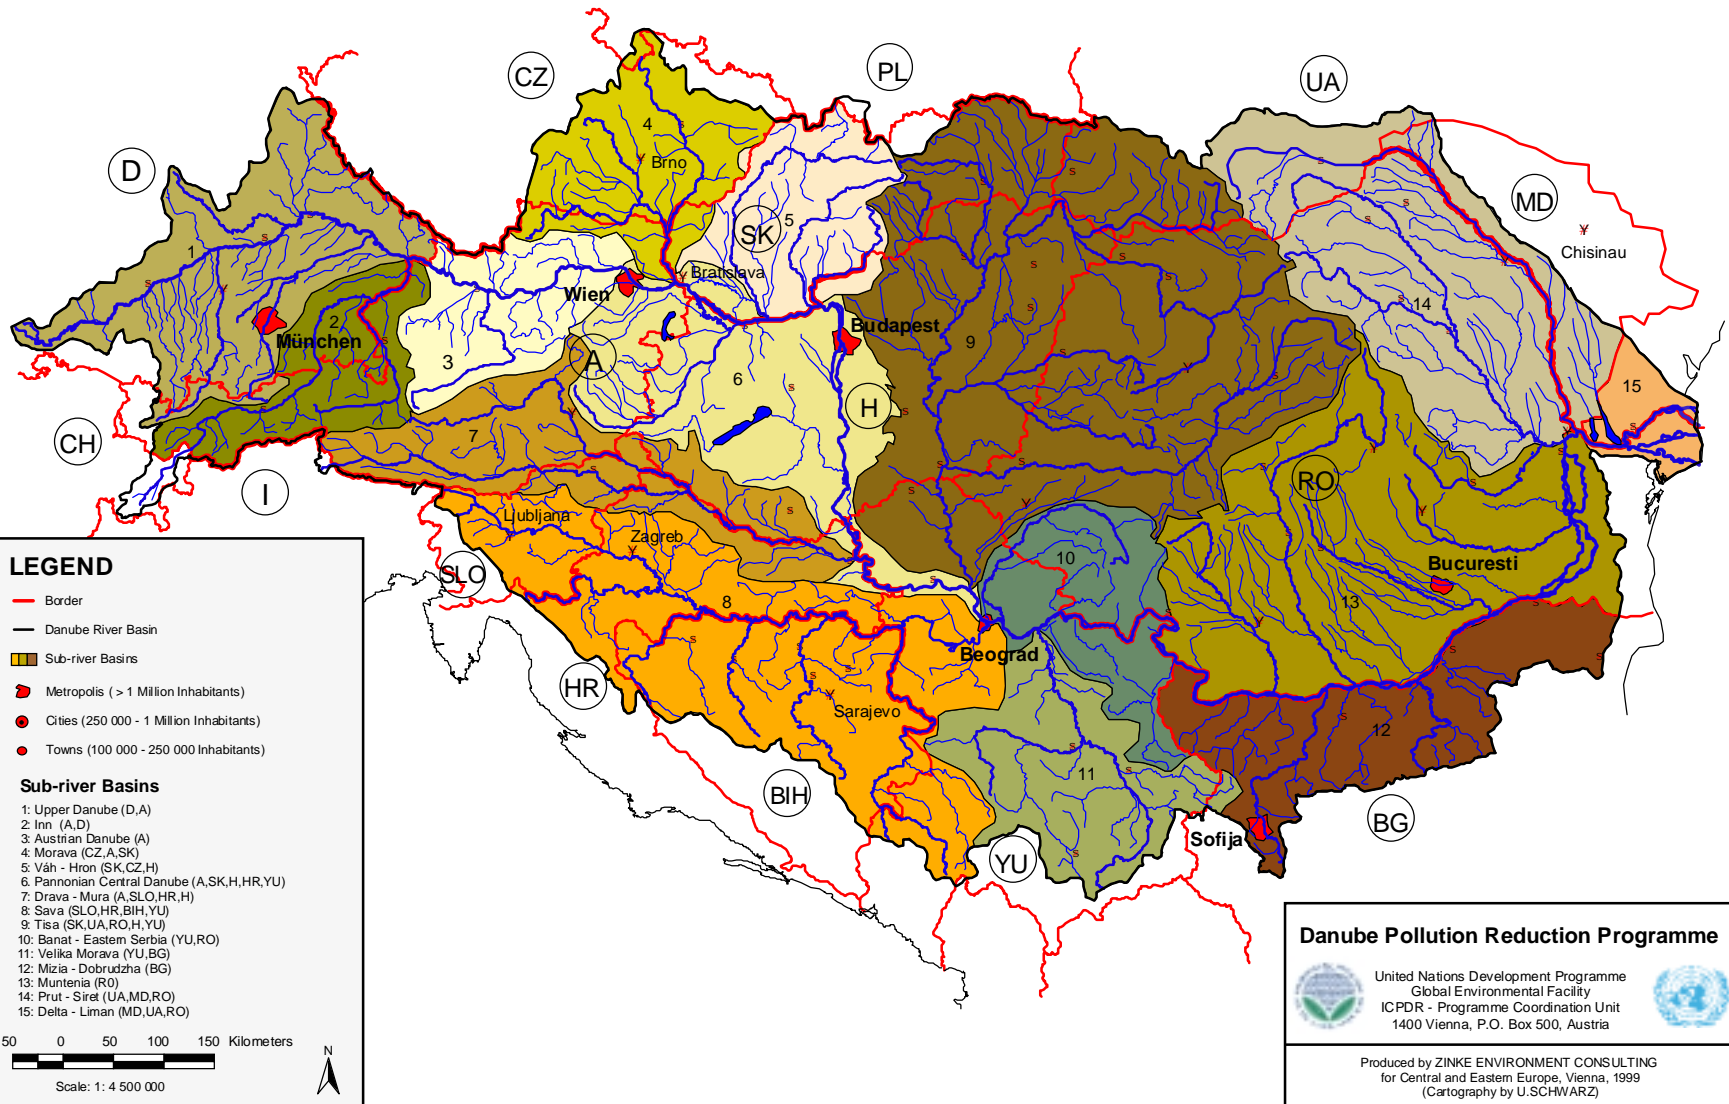 CZ
PL
UA
D
4
Brno
MD
SK
5
9
1
Chisinau
Bratislava
Wien
14
2
München
Budapest
3
A
6
9
15
H
CH
7
I
RO
Ljubljana
Zagreb
10
Bucuresti
SLO
8
13
Beograd
HR
Sarajevo
12
11
BIH
BG
Sofija
YU
LEGEND
Border
Danube River Basin
Sub-river Basins
Metropolis ( > 1 Million Inhabitants)
Cities (250 000 - 1 Million Inhabitants)
Towns (100 000 - 250 000 Inhabitants)
Sub-river Basins
1: Upper Danube (D,A)
2: Inn (A,D)
3: Austrian Danube (A)
4: Morava (CZ,A,SK)
5: Váh - Hron (SK,CZ,H)
6: Pannonian Central Danube (A,SK,H,HR,YU)
7: Drava - Mura (A,SLO,HR,H)
8: Sava (SLO,HR,BIH,YU)
9: Tisa (SK,UA,RO,H,YU)
10: Banat - Eastern Serbia (YU,RO)
11: Velika Morava (YU,BG)
12: Mizia - Dobrudzha (BG)
13: Muntenia (R0)
14: Prut - Siret (UA,MD,RO)
15: Delta - Liman (MD,UA,RO)
50 0 50 100 150 Kilometers
N
Scale: 1: 4 500 000
Danube Pollution Reduction Programme
United Nations Development Programme
Global Environmental Facility
ICPDR - Programme Coordination Unit
1400 Vienna, P.O. Box 500, Austria
Produced by ZINKE ENVIRONMENT CONSULTING
for Central and Eastern Europe, Vienna, 1999
(Cartography by U.SCHWARZ)